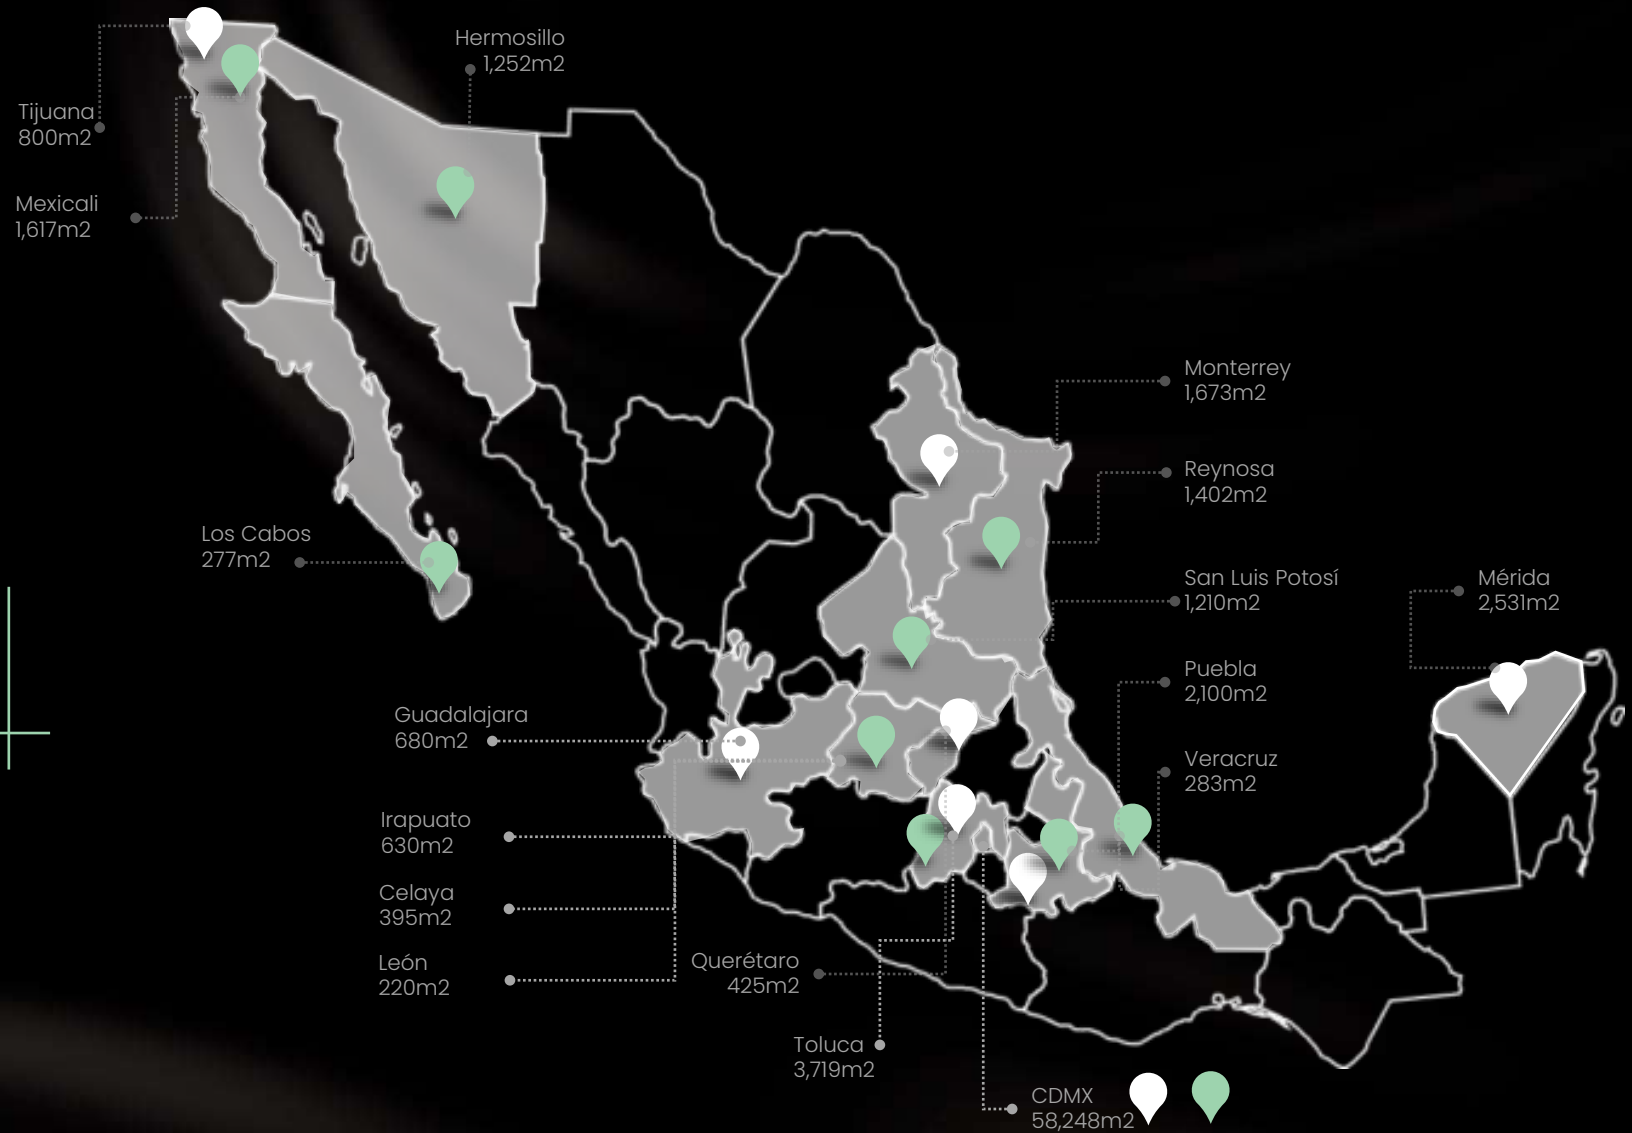 Hermosillo
1,252m2
Tijuana
800m2
Mexicali
1,617m2
Monterrey
1,673m2
Reynosa
1,402m2
Los Cabos
277m2
San Luis Potosí
1,210m2
Mérida
2,531m2
Puebla
2,100m2
Guadalajara
680m2
Veracruz
283m2
Irapuato
630m2
Celaya
395m2
León
220m2
Querétaro
425m2
Toluca
3,719m2
CDMX
58,248m2